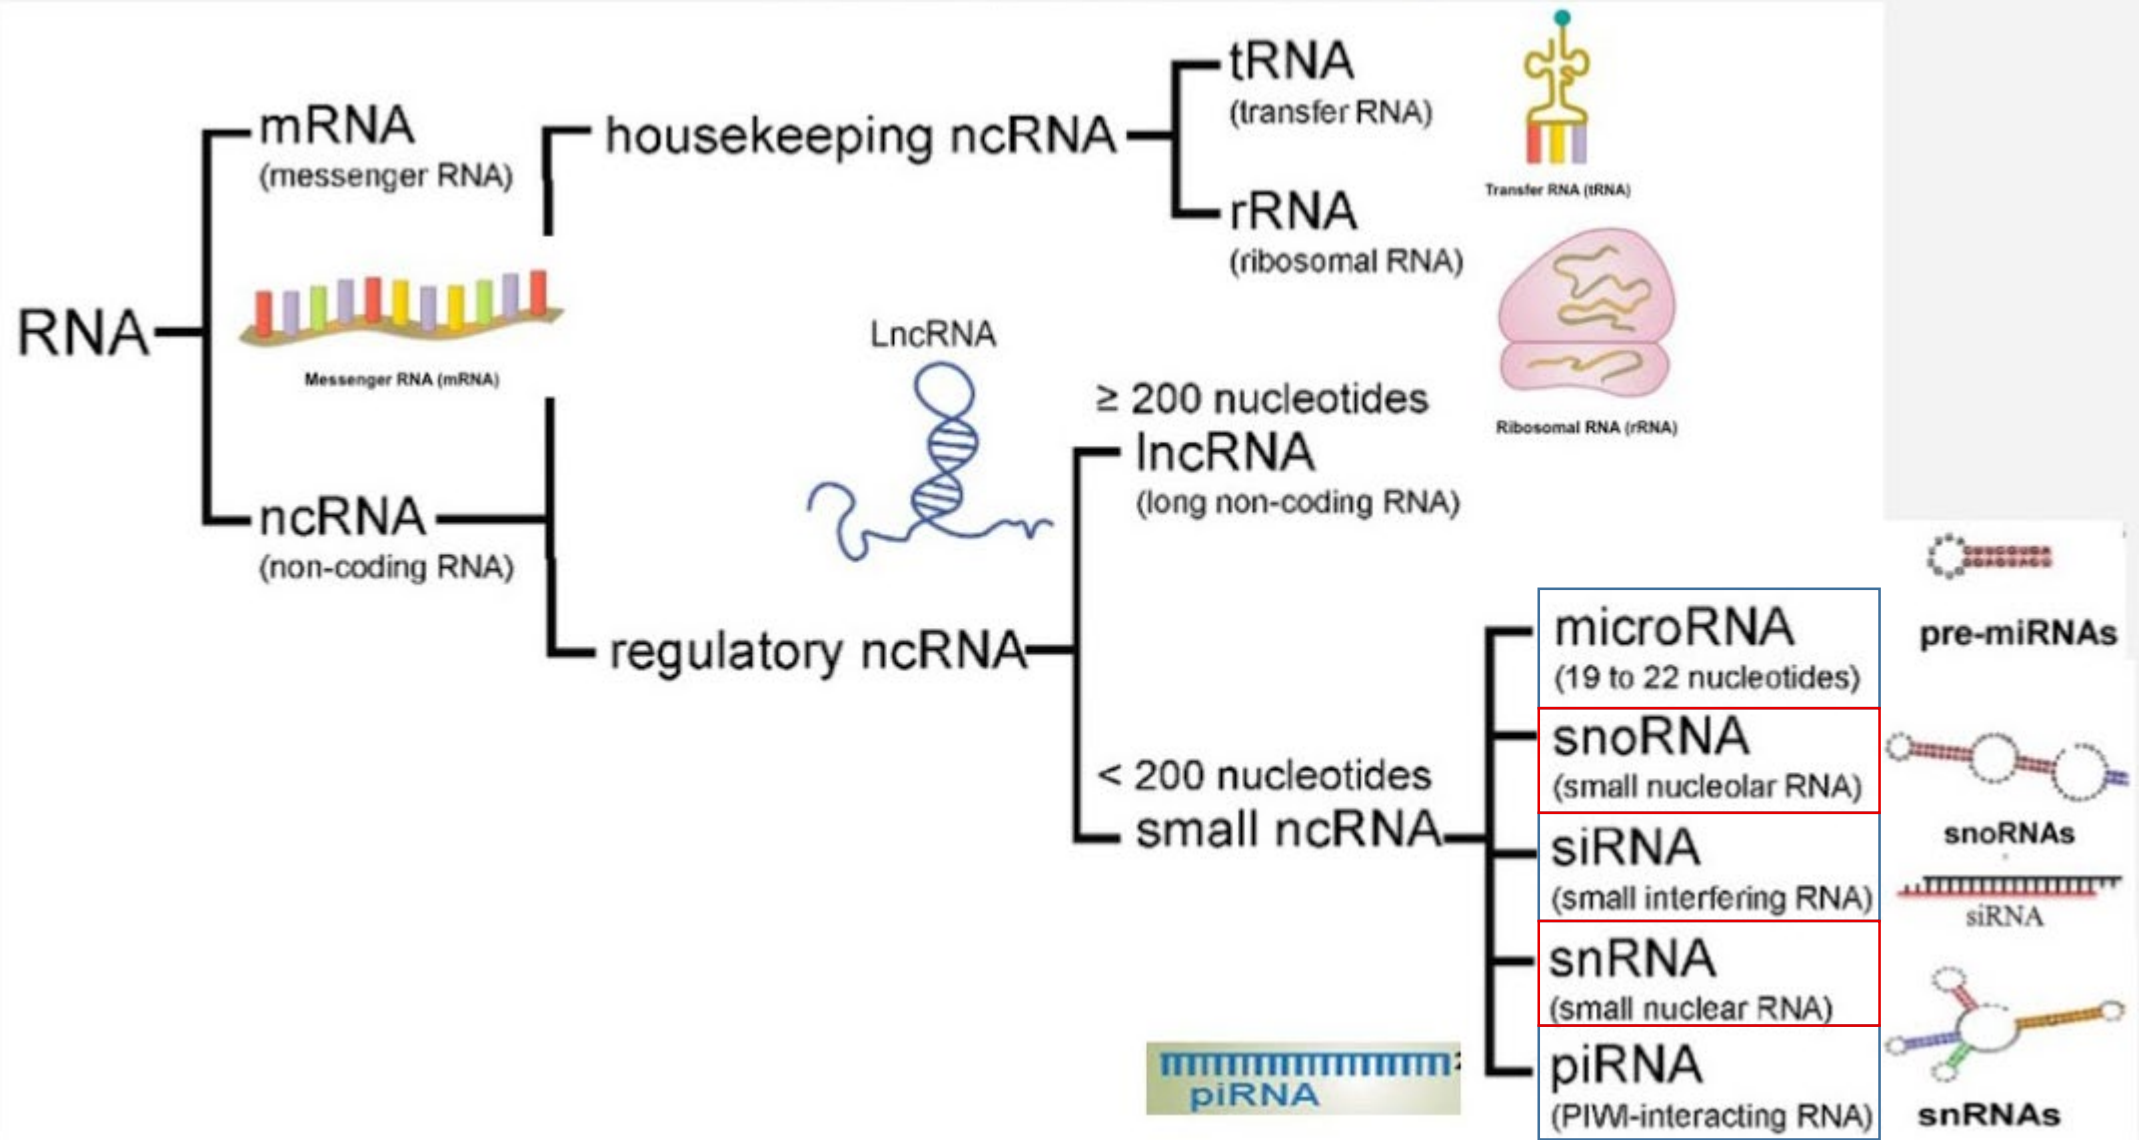 RNA
mRNA
(messenger RNA)
Messenger RNA (mRNA)
ncRNA
(non-coding RNA)
housekeeping ncRNA
tRNA
(transfer RNA)
Transfer RNA (tRNA)
rRNA
(ribosomal RNA)
Ribosomal RNA (rRNA)
regulatory ncRNA
LncRNA
≥ 200 nucleotides
lncRNA
(long non-coding RNA)
< 200 nucleotides
small ncRNA
microRNA
(19 to 22 nucleotides)
pre-miRNAs
snoRNA
(small nucleolar RNA)
snoRNAs
siRNA
(small interfering RNA)
siRNA
snRNA
(small nuclear RNA)
snRNAs
piRNA
(PIWI-interacting RNA)
piRNA